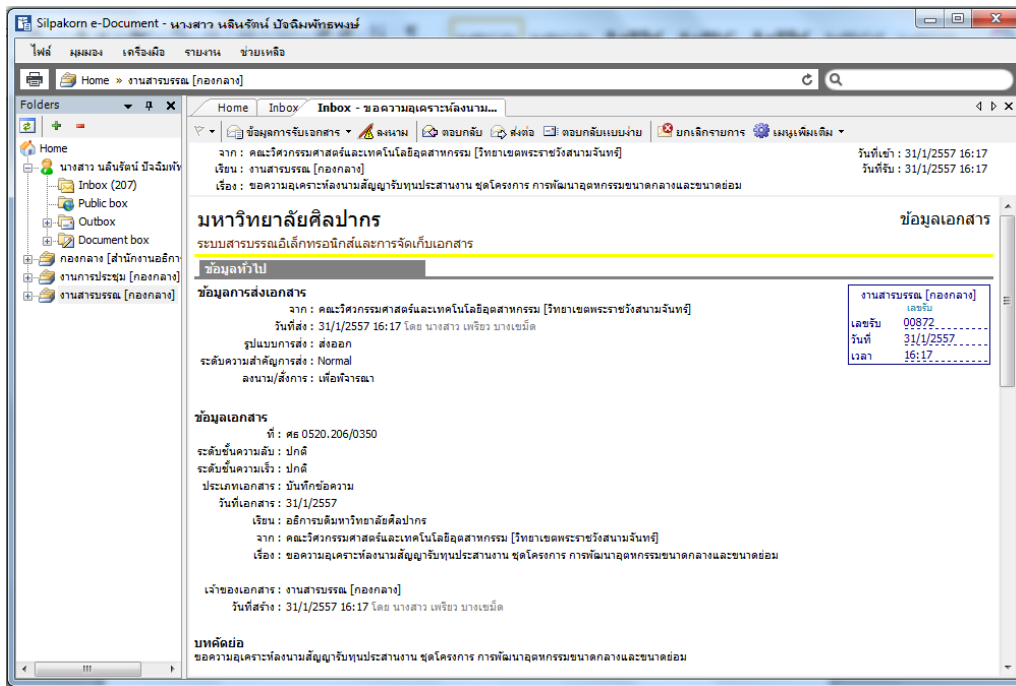 Silpakorn e-Document - นางสาว นลินรัตน์ ปัจฉิมพัทธพงษ์
ไฟล์ มุมมอง เครื่องมือ รายงาน ช่วยเหลือ
Home » งานสารบรรณ [กองกลาง]
Folders
Home Inbox Inbox - ขอความอุเคราะห์ลงนาม...
ข้อมูลการรับเอกสาร ลงนาม ตอบกลับ ส่งต่อ ตอบกลับแบบง่าย ยกเลิกรายการ เมนูเพิ่มเติม
Home
นางสาว นลินรัตน์ ปัจฉิมพัท
Inbox (207)
Public box
Outbox
Document box
กองกลาง [สำนักงานอธิการ
งานการประชุม [กองกลาง]
งานสารบรรณ [กองกลาง]
จาก : คณะวิศวกรรมศาสตร์และเทคโนโลยีอุตสาหกรรม [วิทยาเขตพระราชวังสนามจันทร์] วันที่เข้า : 31/1/2557 16:17
เรียน : งานสารบรรณ [กองกลาง] วันที่รับ : 31/1/2557 16:17
เรื่อง : ขอความอุเคราะห์ลงนามสัญญารับทุนประสานงาน ชุดโครงการ การพัฒนาอุตหกรรมขนาดกลางและขนาดย่อม
มหาวิทยาลัยศิลปากร ข้อมูลเอกสาร
ระบบสารบรรณอิเล็กทรอนิกส์และการจัดเก็บเอกสาร
ข้อมูลทั่วไป
ข้อมูลการส่งเอกสาร
จาก : คณะวิศวกรรมศาสตร์และเทคโนโลยีอุตสาหกรรม [วิทยาเขตพระราชวังสนามจันทร์]
วันที่ส่ง : 31/1/2557 16:17 โดย นางสาว เพรียว บางเขม็ด
รูปแบบการส่ง : ส่งออก
ระดับความสำคัญการส่ง : Normal
ลงนาม/สั่งการ : เพื่อพิจารณา
งานสารบรรณ [กองกลาง]
เลขรับ
เลขรับ 00872
วันที่ 31/1/2557
เวลา 16:17
ข้อมูลเอกสาร
ที่ : ศธ 0520.206/0350
ระดับชั้นความลับ : ปกติ
ระดับชั้นความเร็ว : ปกติ
ประเภทเอกสาร : บันทึกข้อความ
วันที่เอกสาร : 31/1/2557
เรียน : อธิการบดีมหาวิทยาลัยศิลปากร
จาก : คณะวิศวกรรมศาสตร์และเทคโนโลยีอุตสาหกรรม [วิทยาเขตพระราชวังสนามจันทร์]
เรื่อง : ขอความอุเคราะห์ลงนามสัญญารับทุนประสานงาน ชุดโครงการ การพัฒนาอุตหกรรมขนาดกลางและขนาดย่อม
เจ้าของเอกสาร : งานสารบรรณ [กองกลาง]
วันที่สร้าง : 31/1/2557 16:17 โดย นางสาว เพรียว บางเขม็ด
บทคัดย่อ
ขอความอุเคราะห์ลงนามสัญญารับทุนประสานงาน ชุดโครงการ การพัฒนาอุตหกรรมขนาดกลางและขนาดย่อม